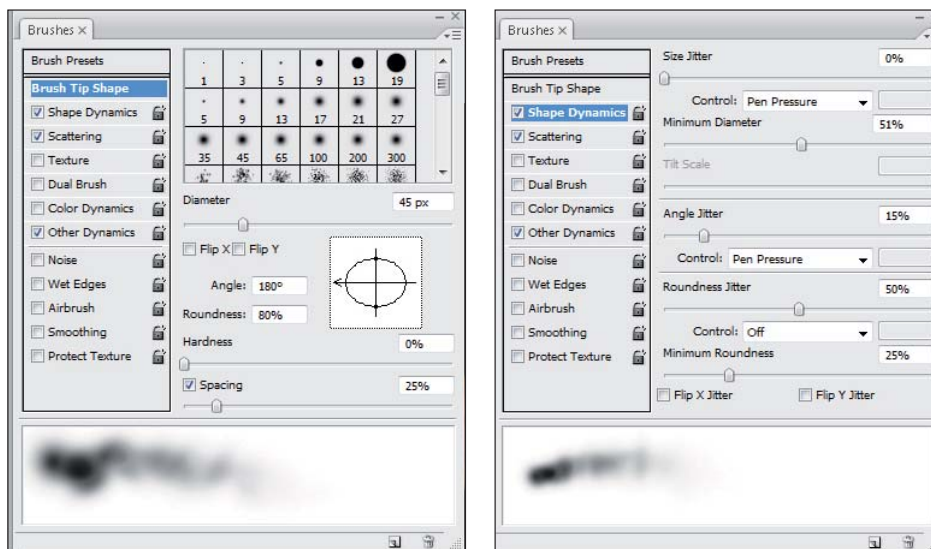 Brushes ×
Brush Presets
Brush Tip Shape
Shape Dynamics
Scattering
Texture
Dual Brush
Color Dynamics
Other Dynamics
Noise
Wet Edges
Airbrush
Smoothing
Protect Texture
1 3 5 9 13 19
5 9 13 17 21 27
35 45 65 100 200 300
Diameter 45 px
Flip X Flip Y
Angle: 180º
Roundness: 80%
Hardness 0%
Spacing 25%
Brushes ×
Brush Presets
Brush Tip Shape
Shape Dynamics
Scattering
Texture
Dual Brush
Color Dynamics
Other Dynamics
Noise
Wet Edges
Airbrush
Smoothing
Protect Texture
Size Jitter 0%
Control: Pen Pressure
Minimum Diameter 51%
Tilt Scale
Angle Jitter 15%
Control: Pen Pressure
Roundness Jitter 50%
Control: Off
Minimum Roundness 25%
Flip X Jitter Flip Y Jitter